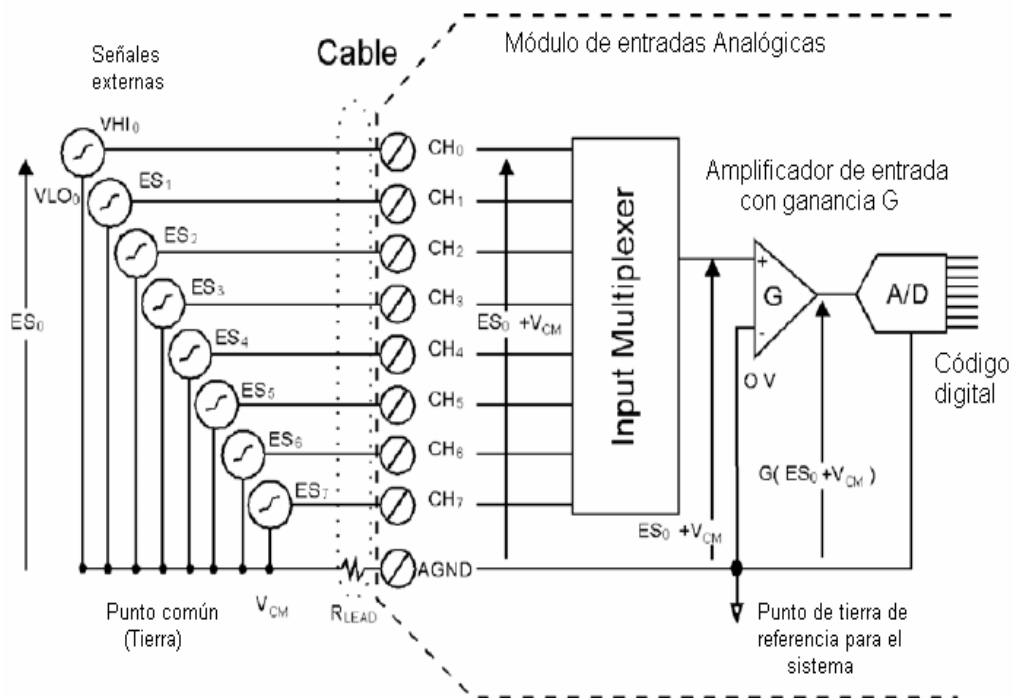 Señales
externas
Cable
Módulo de entradas Analógicas
VHI0
CH0
VLO0
ES1
CH1
ES2
CH2
ES3
CH3
ES0
ES0 +VCM
ES4
CH4
ES5
CH5
ES6
CH6
ES7
CH7
AGND
Input Multiplexer
Amplificador de entrada
con ganancia G
+
G
-
O V
A/D
Código
digital
G( ES0 +VCM )
ES0 +VCM
Punto común
(Tierra)
VCM
RLEAD
Punto de tierra de
referencia para el
sistema